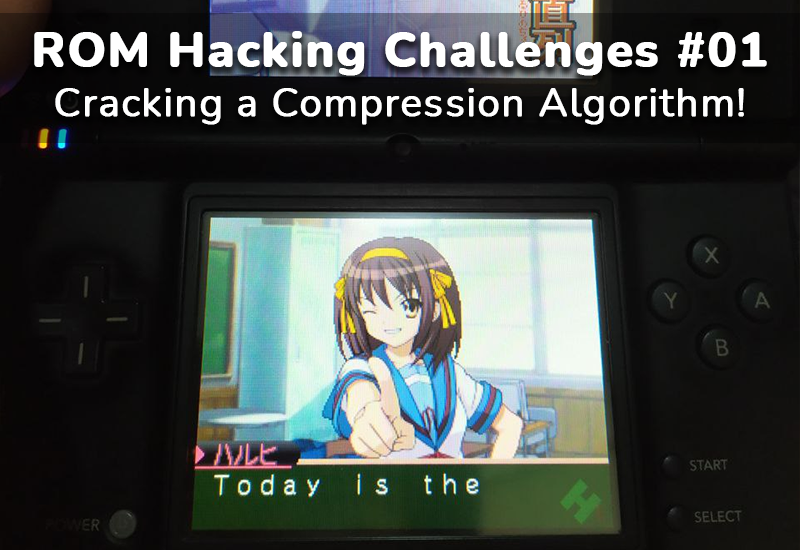 ROM Hacking Challenges #01
Cracking a Compression Algorithm!
X
Y
A
B
ハルヒ
Today is the
START
SELECT
POWER